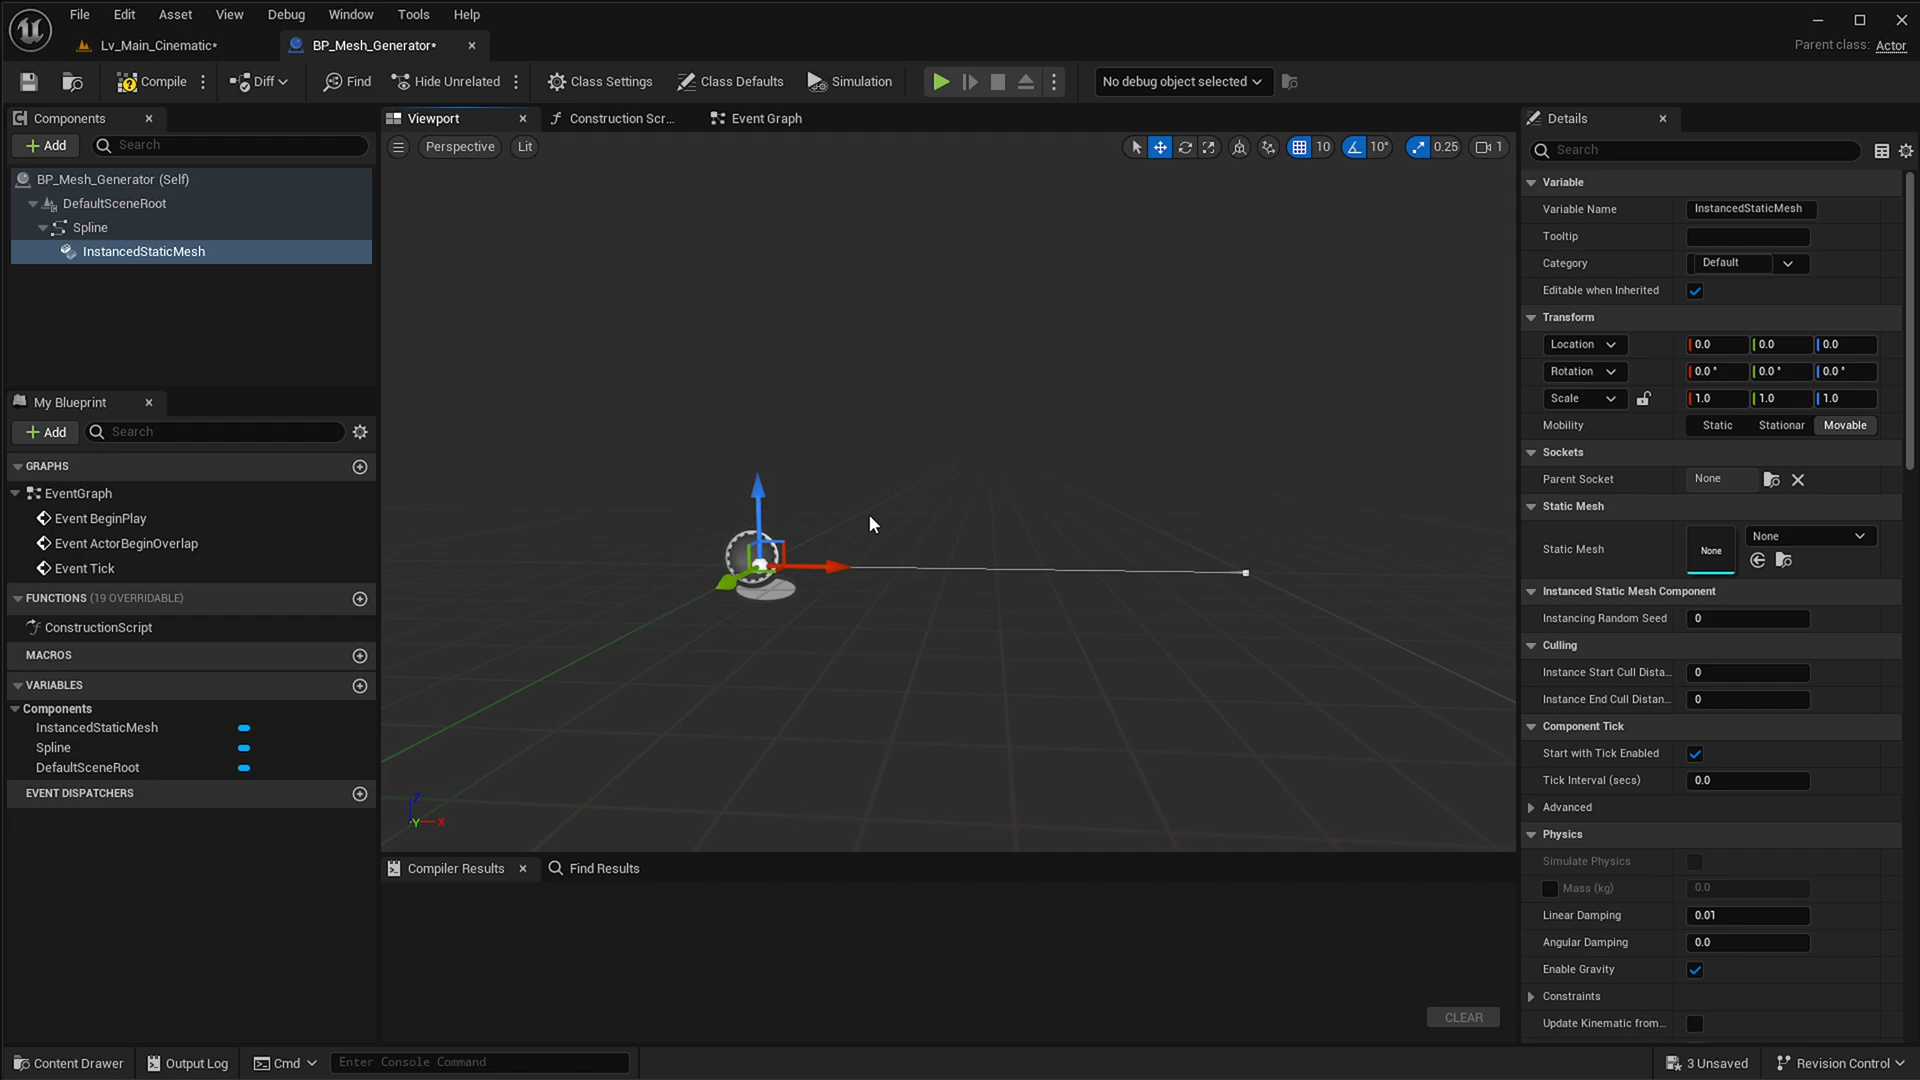 File Edit Asset View Debug Window Tools Help
Lv_Main_Cinematic*
BP_Mesh_Generator*
Parent class: Actor
Compile Diff Find Hide Unrelated Class Settings Class Defaults Simulation No debug object selected
Components
Add Search
BP_Mesh_Generator (Self)
DefaultSceneRoot
Spline
InstancedStaticMesh
My Blueprint
Add Search
GRAPHS
EventGraph
Event BeginPlay
Event ActorBeginOverlap
Event Tick
FUNCTIONS (19 OVERRIDABLE)
ConstructionScript
MACROS
VARIABLES
Components
InstancedStaticMesh
Spline
DefaultSceneRoot
EVENT DISPATCHERS
Viewport Construction Scr... Event Graph
Perspective Lit 10 10° 0.25 1
Z
Y X
Compiler Results Find Results
CLEAR
Details
Search
Variable
Variable Name InstancedStaticMesh
Tooltip
Category Default
Editable when Inherited
Transform
Location 0.0 0.0 0.0
Rotation 0.0 ° 0.0 ° 0.0 °
Scale 1.0 1.0 1.0
Mobility Static Stationar Movable
Sockets
Parent Socket None
Static Mesh
Static Mesh None None
Instanced Static Mesh Component
Instancing Random Seed 0
Culling
Instance Start Cull Dista... 0
Instance End Cull Distan... 0
Component Tick
Start with Tick Enabled
Tick Interval (secs) 0.0
Advanced
Physics
Simulate Physics
Mass (kg) 0.0
Linear Damping 0.01
Angular Damping 0.0
Enable Gravity
Constraints
Update Kinematic from...
Content Drawer Output Log Cmd Enter Console Command 3 Unsaved Revision Control